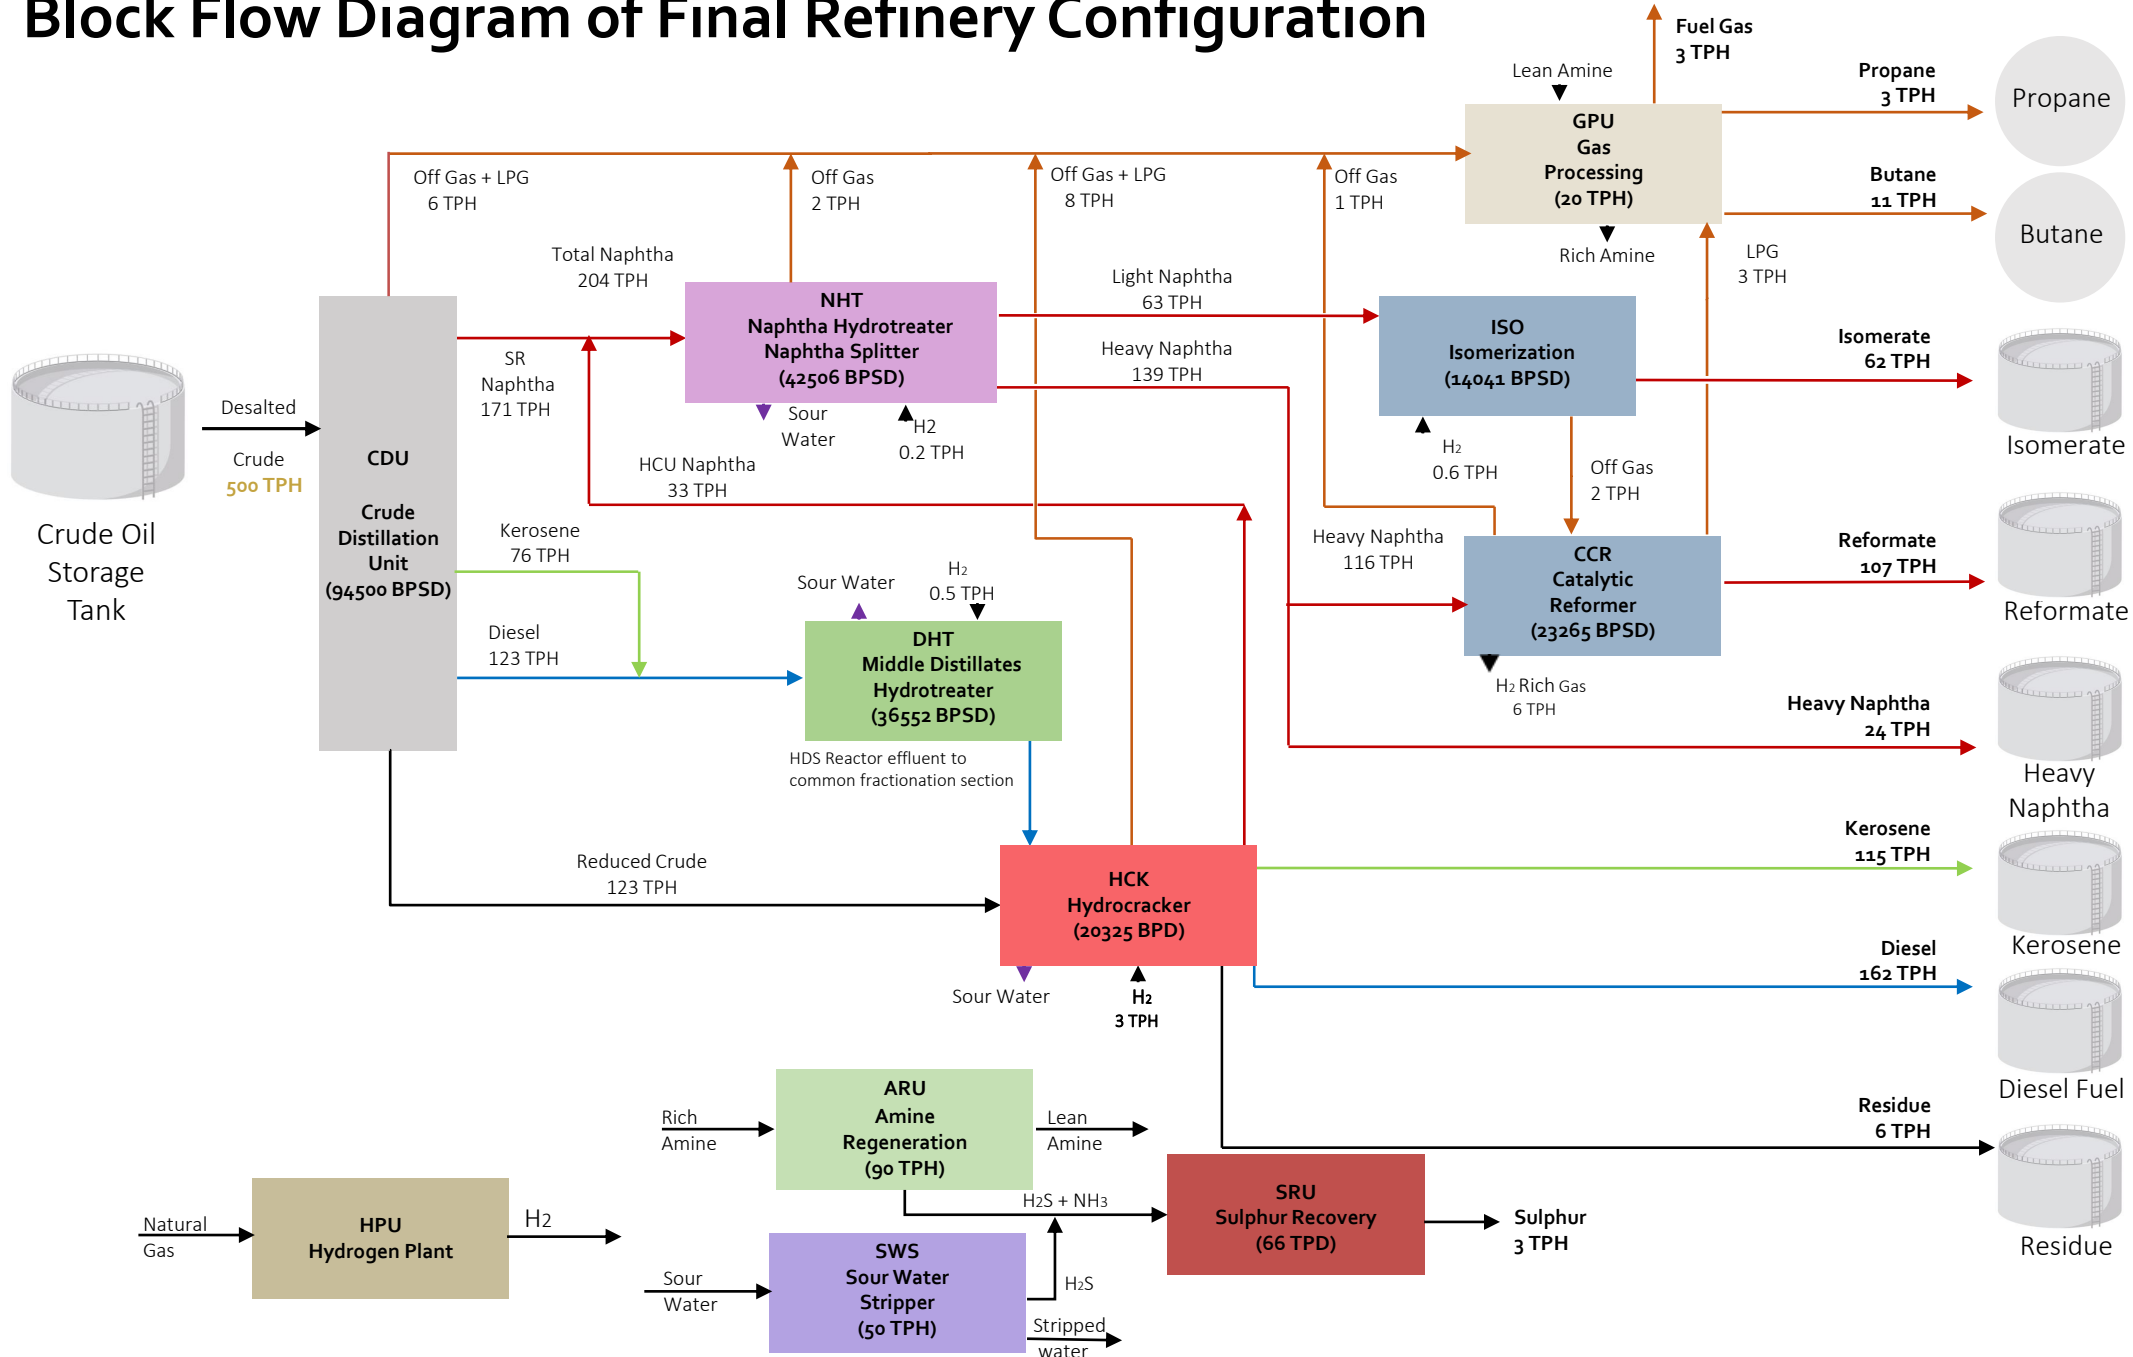 Block Flow Diagram of Final Refinery Configuration
Fuel Gas
3 TPH
Lean Amine
Propane
3 TPH
Propane
GPU
Gas
Processing
(20 TPH)
Off Gas + LPG
6 TPH
Off Gas
2 TPH
Off Gas + LPG
8 TPH
Off Gas
1 TPH
Butane
11 TPH
Butane
Rich Amine
LPG
3 TPH
Total Naphtha
204 TPH
NHT
Naphtha Hydrotreater
Naphtha Splitter
(42506 BPSD)
Light Naphtha
63 TPH
Heavy Naphtha
139 TPH
ISO
Isomerization
(14041 BPSD)
Isomerate
62 TPH
Isomerate
SR
Naphtha
171 TPH
Sour
Water
H2
0.2 TPH
H2
0.6 TPH
Off Gas
2 TPH
Desalted
Crude
500 TPH
Crude Oil
Storage
Tank
CDU
Crude
Distillation
Unit
(94500 BPSD)
HCU Naphtha
33 TPH
Kerosene
76 TPH
Heavy Naphtha
116 TPH
CCR
Catalytic
Reformer
(23265 BPSD)
Reformate
107 TPH
Reformate
Sour Water
H2
0.5 TPH
Diesel
123 TPH
DHT
Middle Distillates
Hydrotreater
(36552 BPSD)
H2 Rich Gas
6 TPH
Heavy Naphtha
24 TPH
Heavy
Naphtha
HDS Reactor effluent to
common fractionation section
Reduced Crude
123 TPH
HCK
Hydrocracker
(20325 BPD)
Kerosene
115 TPH
Kerosene
Sour Water
H2
3 TPH
Diesel
162 TPH
Diesel Fuel
Rich
Amine
ARU
Amine
Regeneration
(90 TPH)
Lean
Amine
Residue
6 TPH
Residue
Natural
Gas
HPU
Hydrogen Plant
H2
H2S + NH3
SRU
Sulphur Recovery
(66 TPD)
Sulphur
3 TPH
Sour
Water
SWS
Sour Water
Stripper
(50 TPH)
H2S
Stripped
water